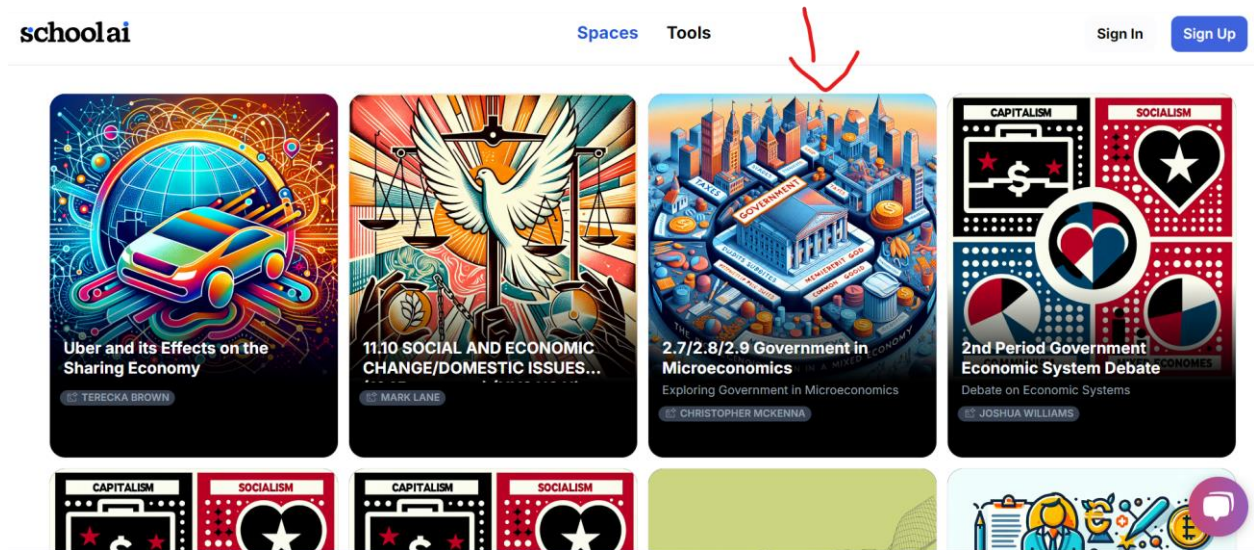 schoolai
Spaces Tools
Sign In Sign Up
CAPITALISM SOCIALISM
TAXES
GOVERNMENT
COMMON GOOID
Uber and its Effects on the
Sharing Economy
TERECKA BROWN
11.10 SOCIAL AND ECONOMIC
CHANGE/DOMESTIC ISSUES...
MARK LANE
2.7/2.8/2.9 Government in
Microeconomics
Exploring Government in Microeconomics
CHRISTOPHER MCKENNA
2nd Period Government
Economic System Debate
Debate on Economic Systems
JOSHUA WILLIAMS
CAPITALISM SOCIALISM
CAPITALISM SOCIALISM